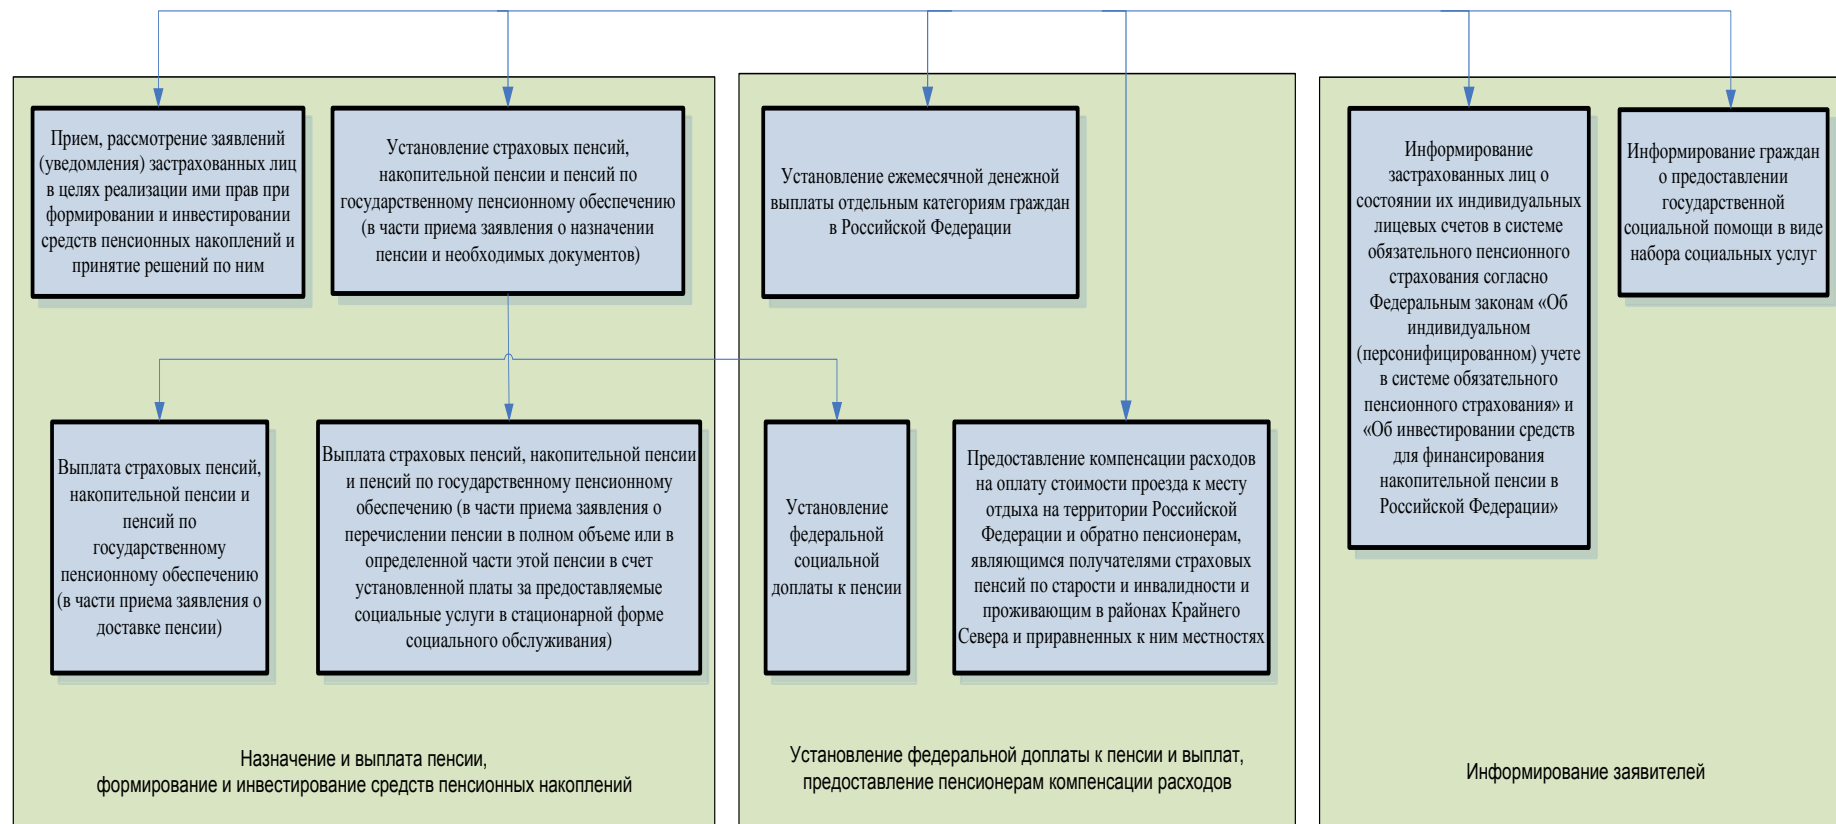 Прием, рассмотрение заявлений
(уведомления) застрахованных лиц
в целях реализации ими прав при
формировании и инвестировании
средств пенсионных накоплений и
принятие решений по ним
Установление страховых пенсий,
накопительной пенсии и пенсий по
государственному пенсионному обеспечению
(в части приема заявления о назначении
пенсии и необходимых документов)
Выплата страховых пенсий,
накопительной пенсии и
пенсий по
государственному
пенсионному обеспечению
(в части приема заявления о
доставке пенсии)
Выплата страховых пенсий, накопительной пенсии
и пенсий по государственному пенсионному
обеспечению (в части приема заявления о
перечислении пенсии в полном объеме или в
определенной части этой пенсии в счет
установленной платы за предоставляемые
социальные услуги в стационарной форме
социального обслуживания)
Назначение и выплата пенсии,
формирование и инвестирование средств пенсионных накоплений
Установление ежемесячной денежной
выплаты отдельным категориям граждан
в Российской Федерации
Установление
федеральной
социальной
доплаты к пенсии
Предоставление компенсации расходов
на оплату стоимости проезда к месту
отдыха на территории Российской
Федерации и обратно пенсионерам,
являющимся получателями страховых
пенсий по старости и инвалидности и
проживающим в районах Крайнего
Севера и приравненных к ним местностях
Установление федеральной доплаты к пенсии и выплат,
предоставление пенсионерам компенсации расходов
Информирование
застрахованных лиц о
состоянии их индивидуальных
лицевых счетов в системе
обязательного пенсионного
страхования согласно
Федеральным законам «Об
индивидуальном
(персонифицированном) учете
в системе обязательного
пенсионного страхования» и
«Об инвестировании средств
для финансирования
накопительной пенсии в
Российской Федерации»
Информирование граждан
о предоставлении
государственной
социальной помощи в виде
набора социальных услуг
Информирование заявителей